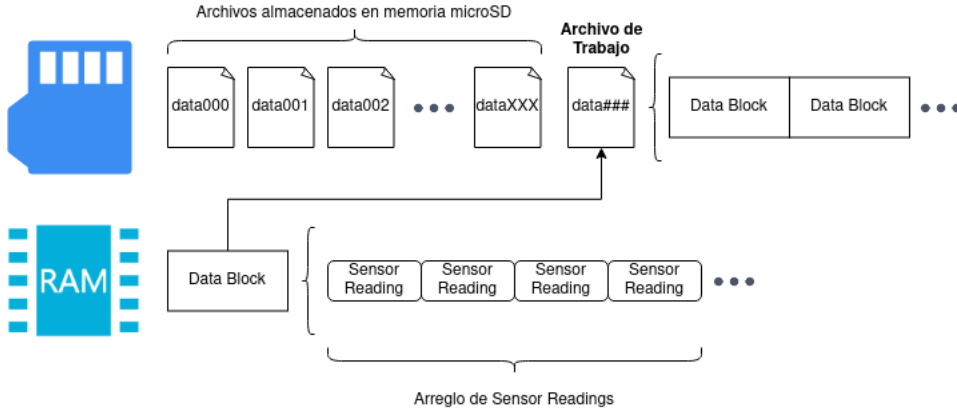 Archivos almacenados en memoria microSD
Archivo de
Trabajo
data000
data001
data002
dataXXX
data###
Data Block
Data Block
RAM
Data Block
Sensor
Reading
Sensor
Reading
Sensor
Reading
Sensor
Reading
Arreglo de Sensor Readings